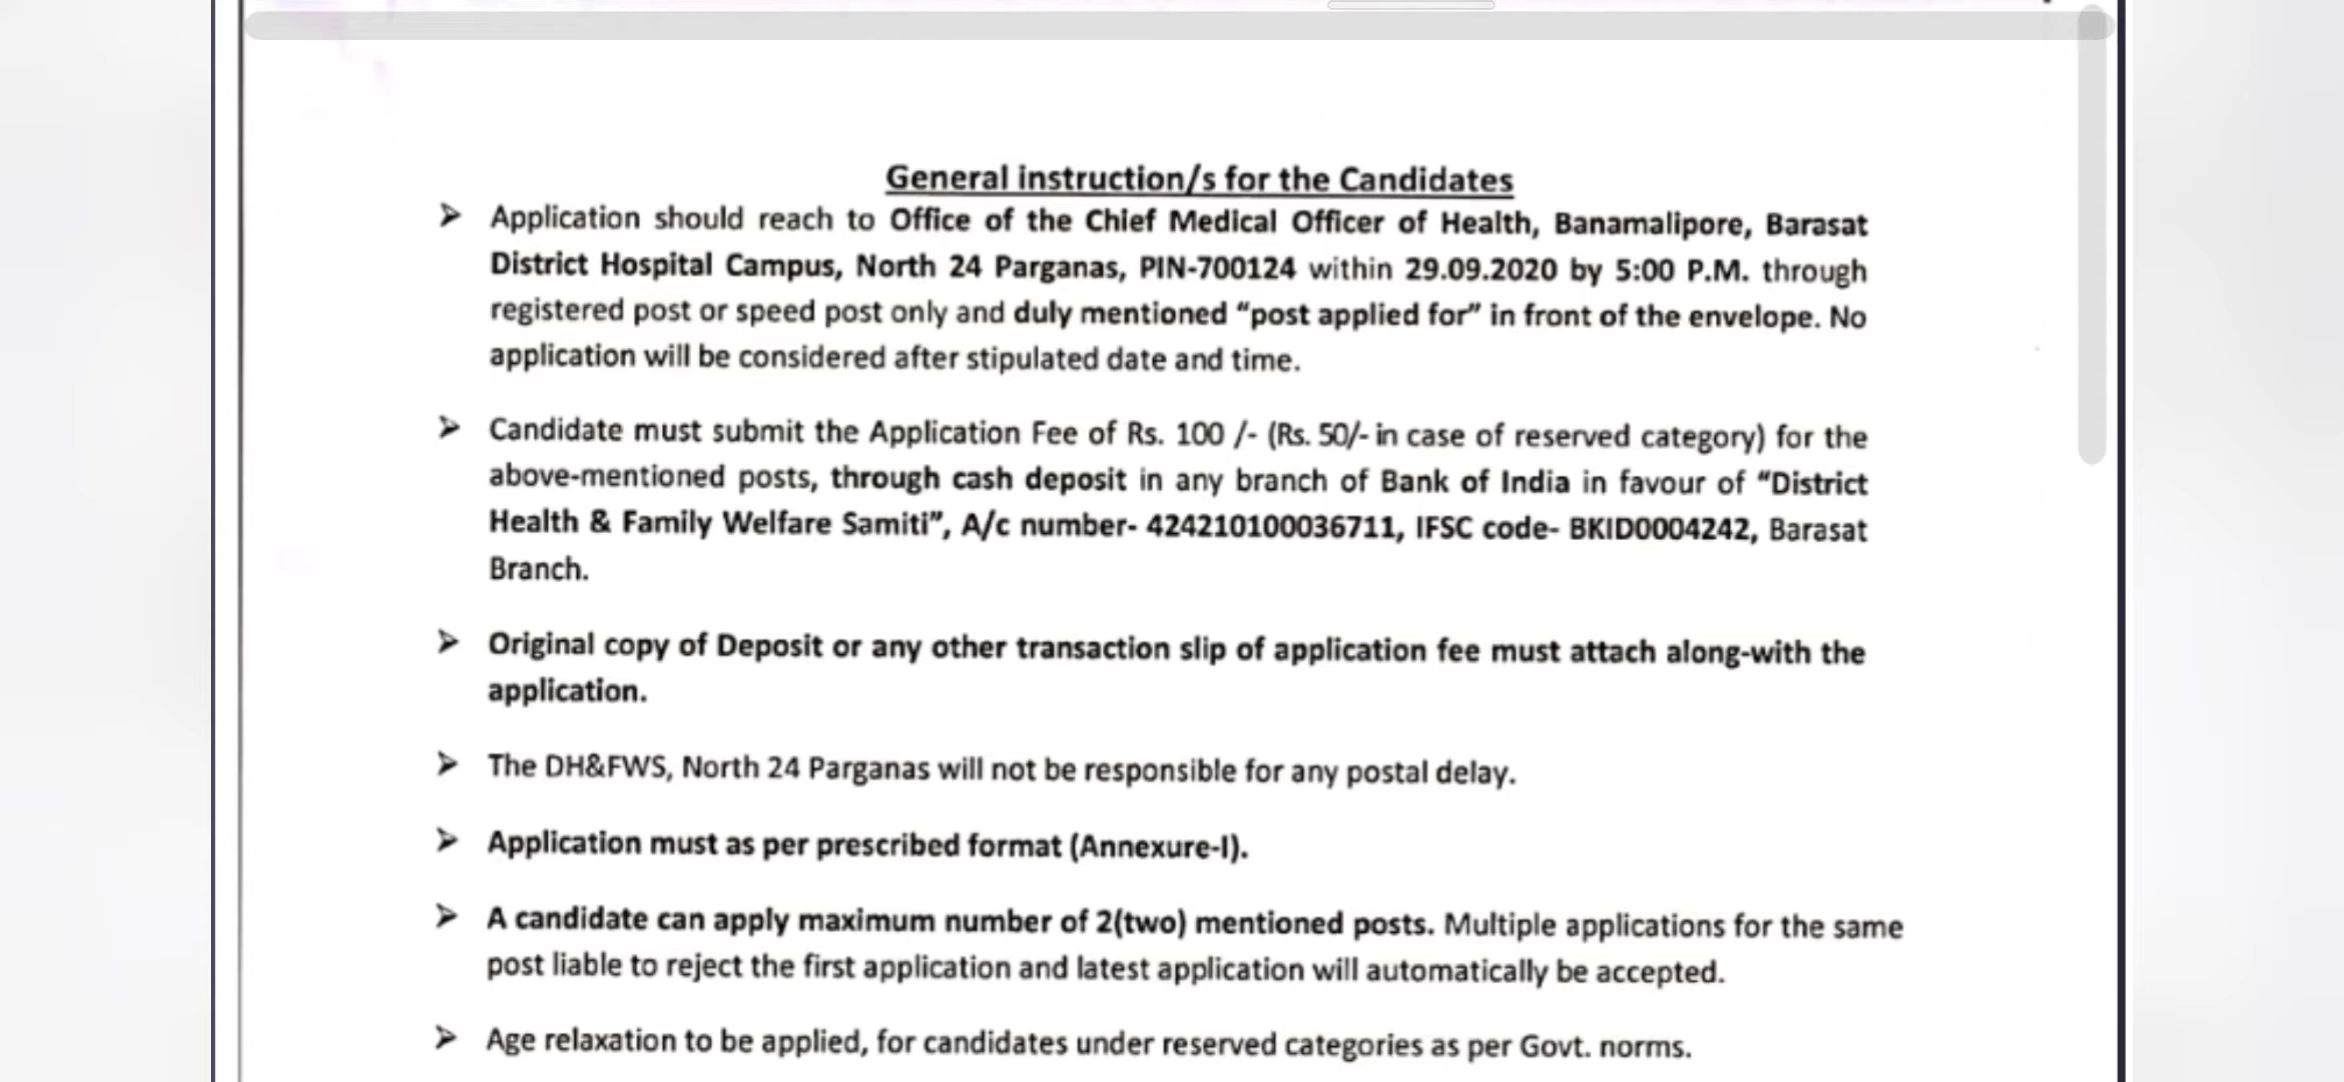 General instruction/s for the Candidates
➢ Application should reach to Office of the Chief Medical Officer of Health, Banamalipore, Barasat
District Hospital Campus, North 24 Parganas, PIN-700124 within 29.09.2020 by 5:00 P.M. through
registered post or speed post only and duly mentioned “post applied for” in front of the envelope. No
application will be considered after stipulated date and time.
➢ Candidate must submit the Application Fee of Rs. 100 /- (Rs. 50/- in case of reserved category) for the
above-mentioned posts, through cash deposit in any branch of Bank of India in favour of “District
Health & Family Welfare Samiti”, A/c number- 424210100036711, IFSC code- BKID0004242, Barasat
Branch.
➢ Original copy of Deposit or any other transaction slip of application fee must attach along-with the
application.
➢ The DH&FWS, North 24 Parganas will not be responsible for any postal delay.
➢ Application must as per prescribed format (Annexure-I).
➢ A candidate can apply maximum number of 2(two) mentioned posts. Multiple applications for the same
post liable to reject the first application and latest application will automatically be accepted.
➢ Age relaxation to be applied, for candidates under reserved categories as per Govt. norms.